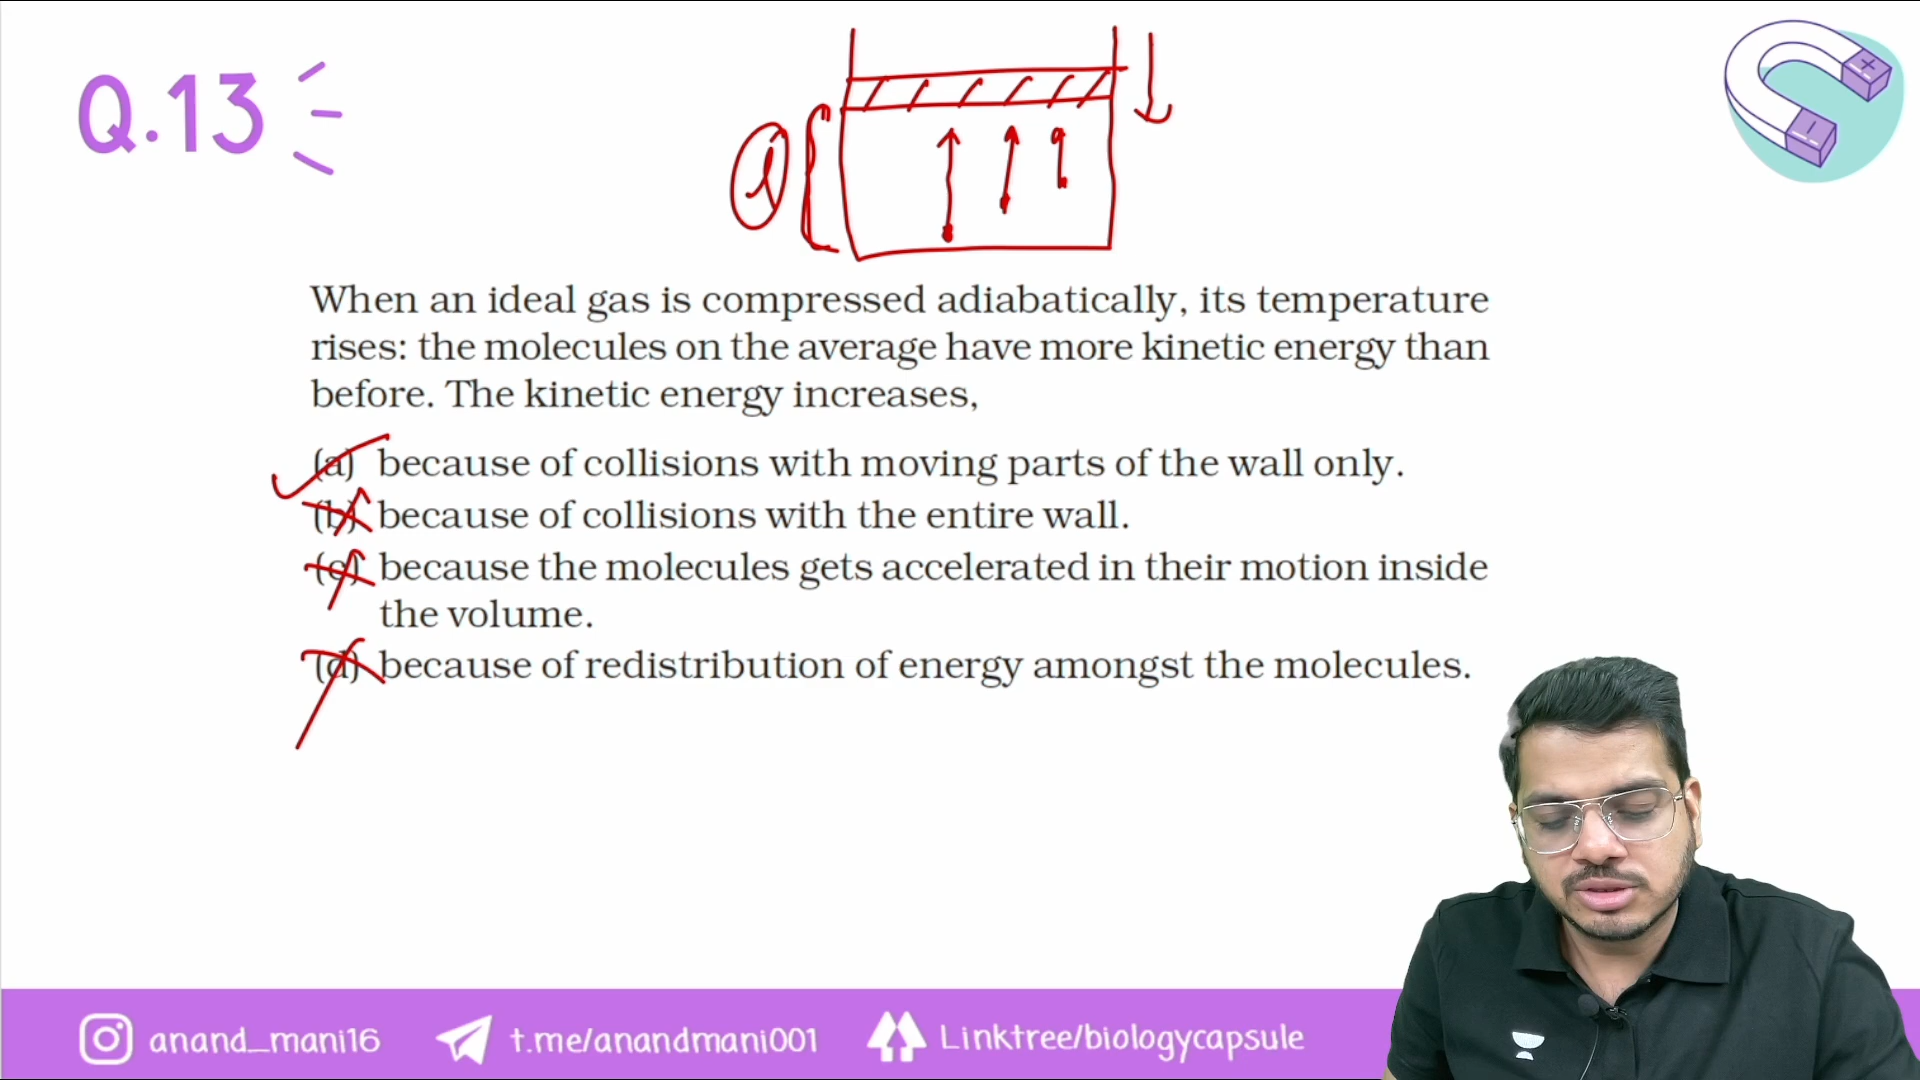 Q.13
l
When an ideal gas is compressed adiabatically, its temperature
rises: the molecules on the average have more kinetic energy than
before. The kinetic energy increases,
(a) because of collisions with moving parts of the wall only.
(b) because of collisions with the entire wall.
(c) because the molecules gets accelerated in their motion inside
the volume.
(d) because of redistribution of energy amongst the molecules.
anand_mani16 t.me/anandmani001 Linktree/biologycapsule